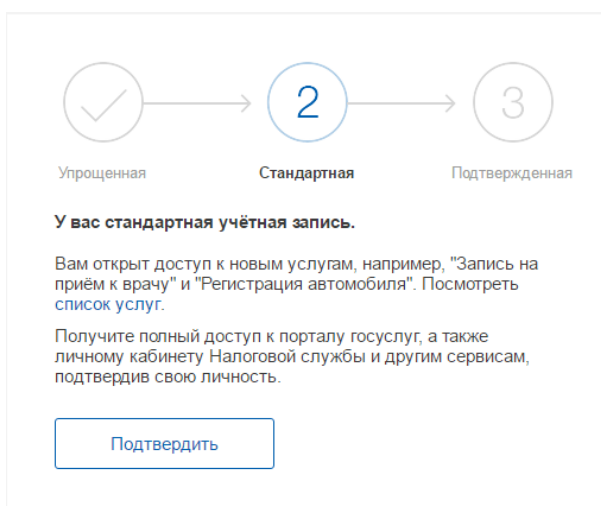 2
3
Упрощенная
Стандартная
Подтвержденная
У вас стандартная учётная запись.
Вам открыт доступ к новым услугам, например, "Запись на
приём к врачу" и "Регистрация автомобиля". Посмотреть
список услуг.
Получите полный доступ к порталу госуслуг, а также
личному кабинету Налоговой службы и другим сервисам,
подтвердив свою личность.
Подтвердить